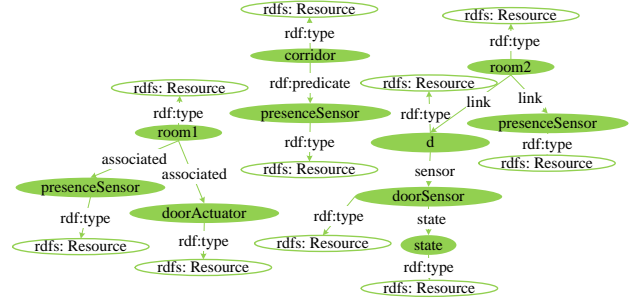 rdfs: Resource
rdf:type
corridor
rdf:predicate
presenceSensor
rdf:type
rdfs: Resource
rdfs: Resource
rdf:type
room1
associated
associated
presenceSensor
rdf:type
rdfs: Resource
doorActuator
rdf:type
rdfs: Resource
rdfs: Resource
rdf:type
room2
link
link
rdfs: Resource
rdf:type
d
presenceSensor
rdf:type
rdfs: Resource
sensor
doorSensor
rdf:type
rdfs: Resource
state
state
rdf:type
rdfs: Resource